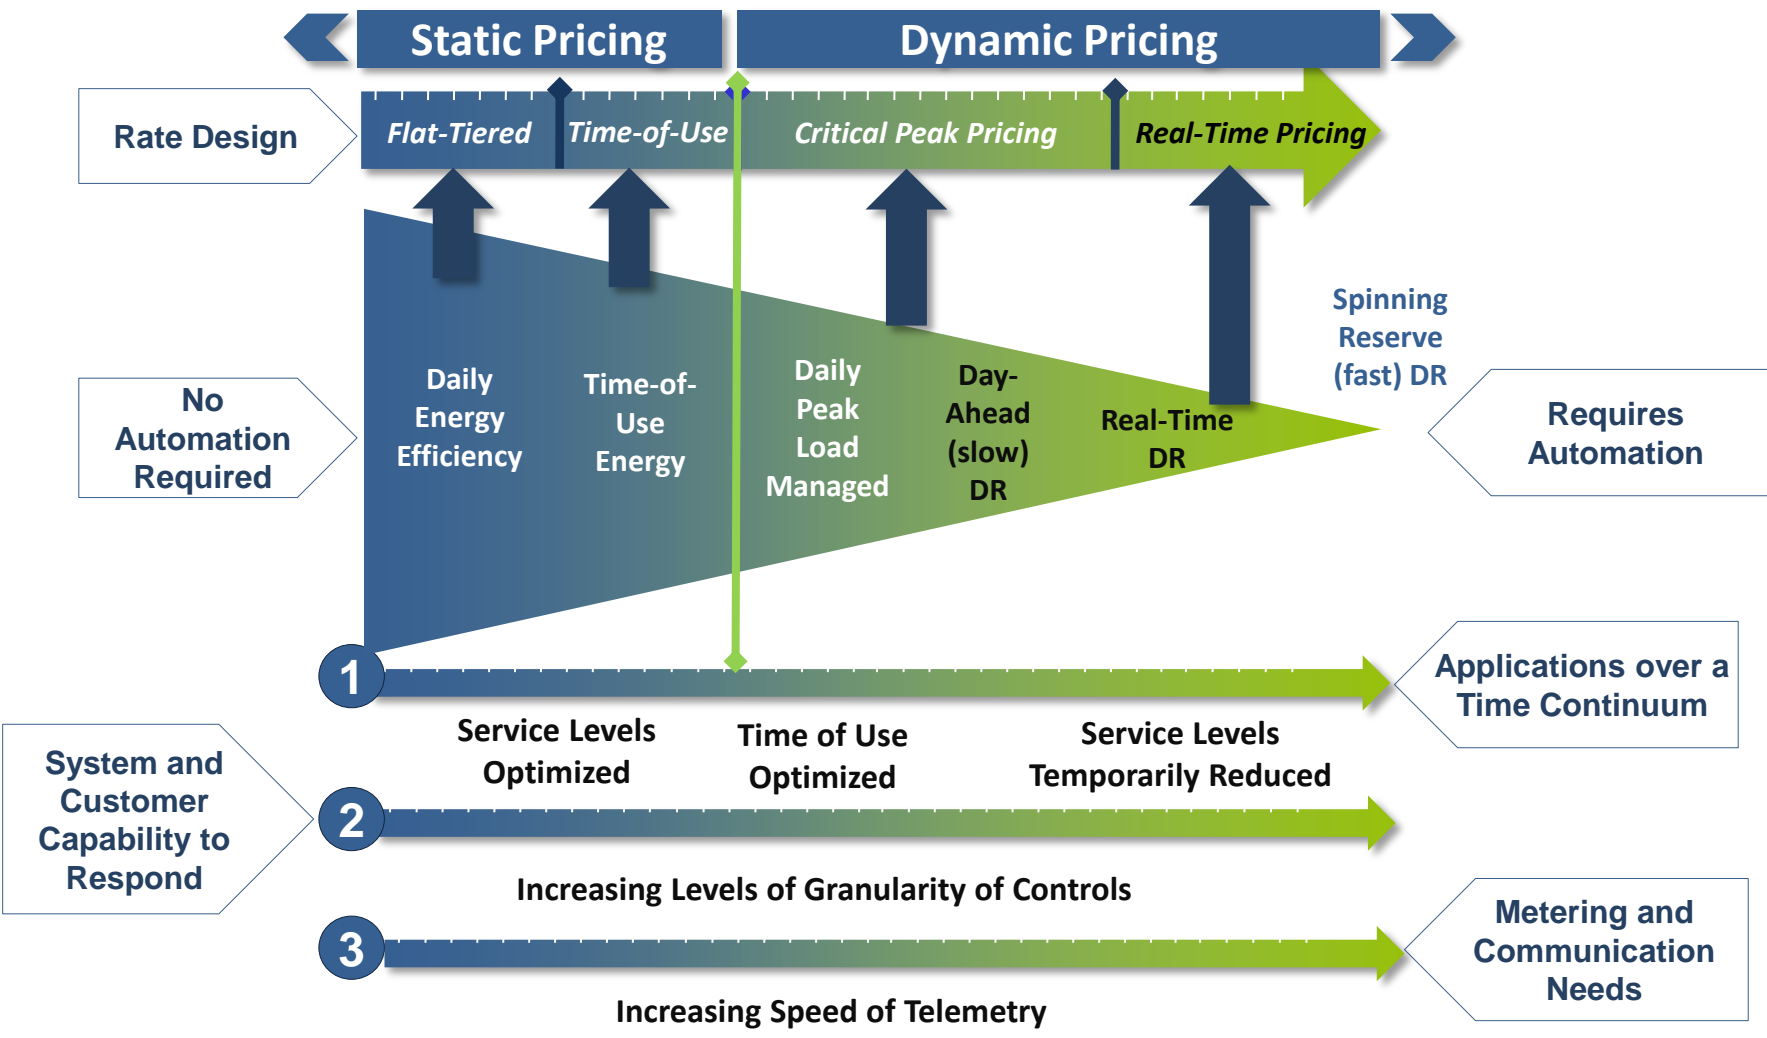 Static Pricing
Dynamic Pricing
Rate Design
Flat-Tiered
Time-of-Use
Critical Peak Pricing
Real-Time Pricing
No
Automation
Required
Daily
Energy
Efficiency
Time-of-
Use
Energy
Daily
Peak
Load
Managed
Day-
Ahead
(slow)
DR
Real-Time
DR
Spinning
Reserve
(fast) DR
Requires
Automation
1
Applications over a
Time Continuum
Service Levels
Optimized
Time of Use
Optimized
Service Levels
Temporarily Reduced
System and
Customer
Capability to
Respond
2
Increasing Levels of Granularity of Controls
3
Metering and
Communication
Needs
Increasing Speed of Telemetry